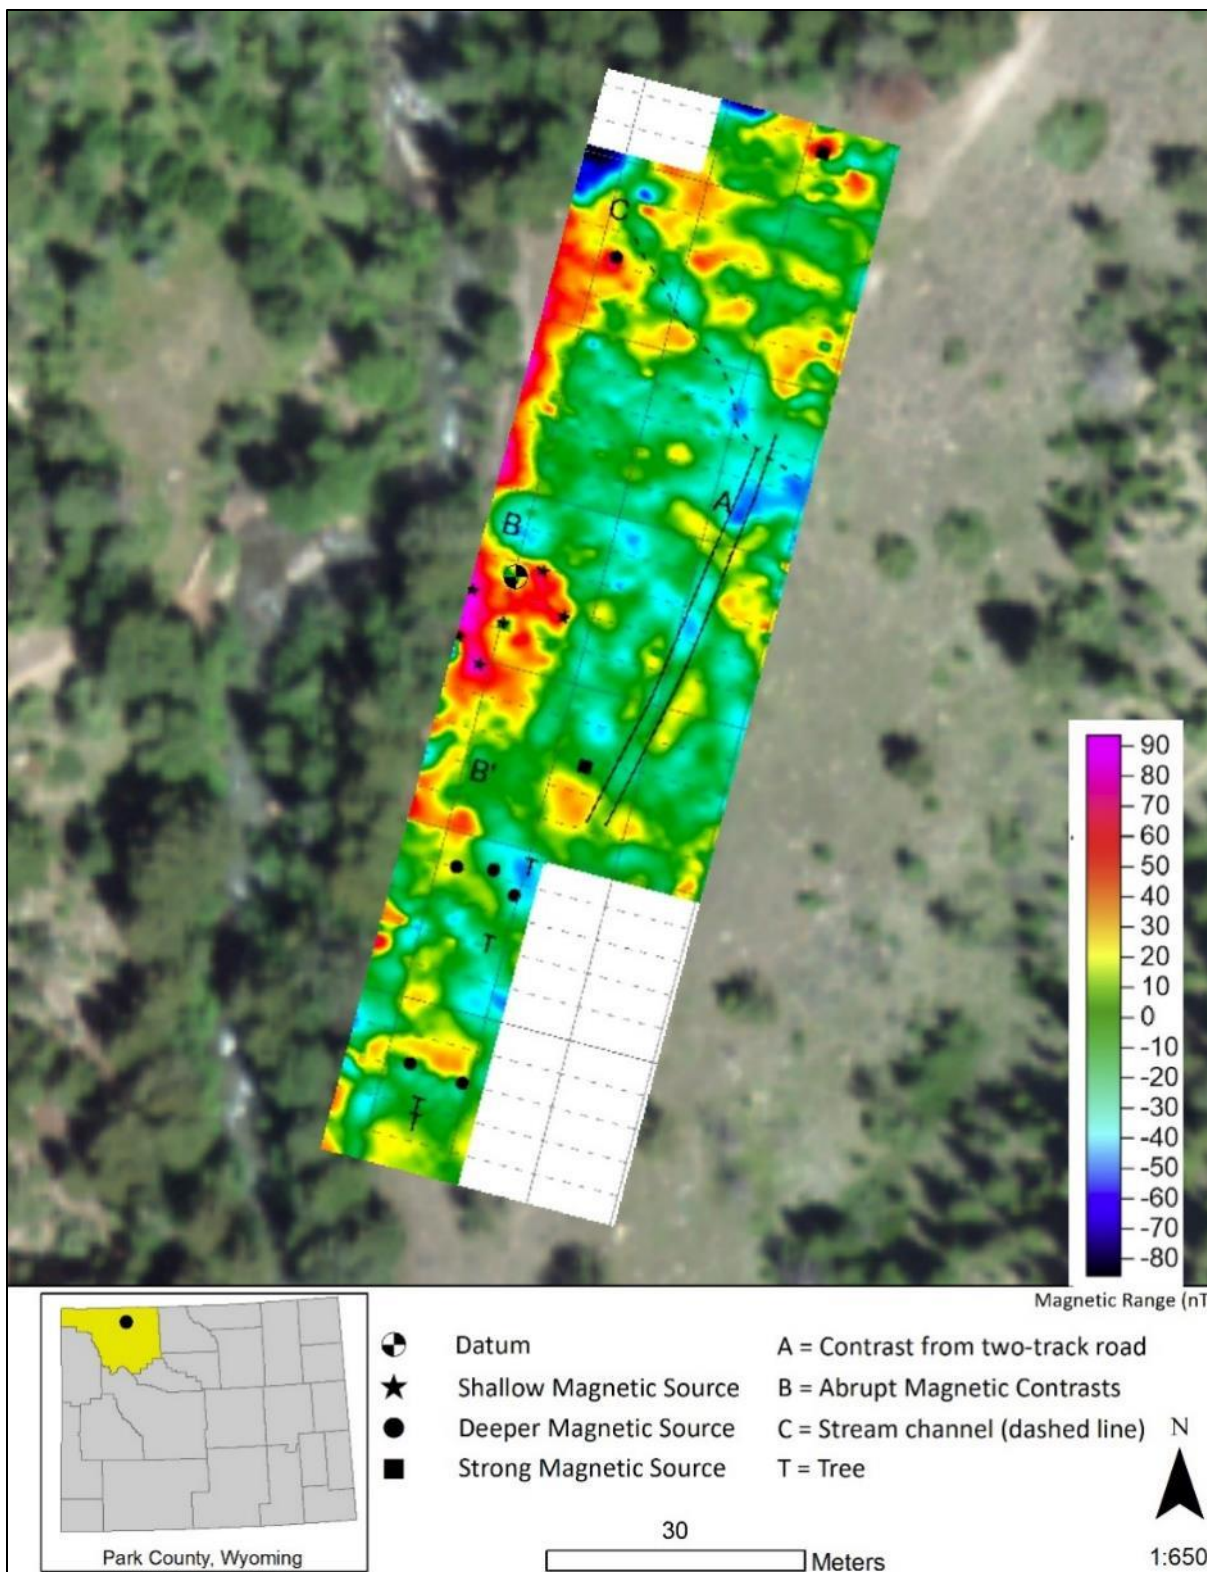 C
A
B
B'
T
T
T
T
90
80
70
60
50
40
30
20
10
0
-10
-20
-30
-40
-50
-60
-70
-80
Magnetic Range (nT
Datum
A = Contrast from two-track road
Shallow Magnetic Source
B = Abrupt Magnetic Contrasts
Deeper Magnetic Source
C = Stream channel (dashed line)
N
Strong Magnetic Source
T = Tree
Park County, Wyoming
30
Meters
1:650